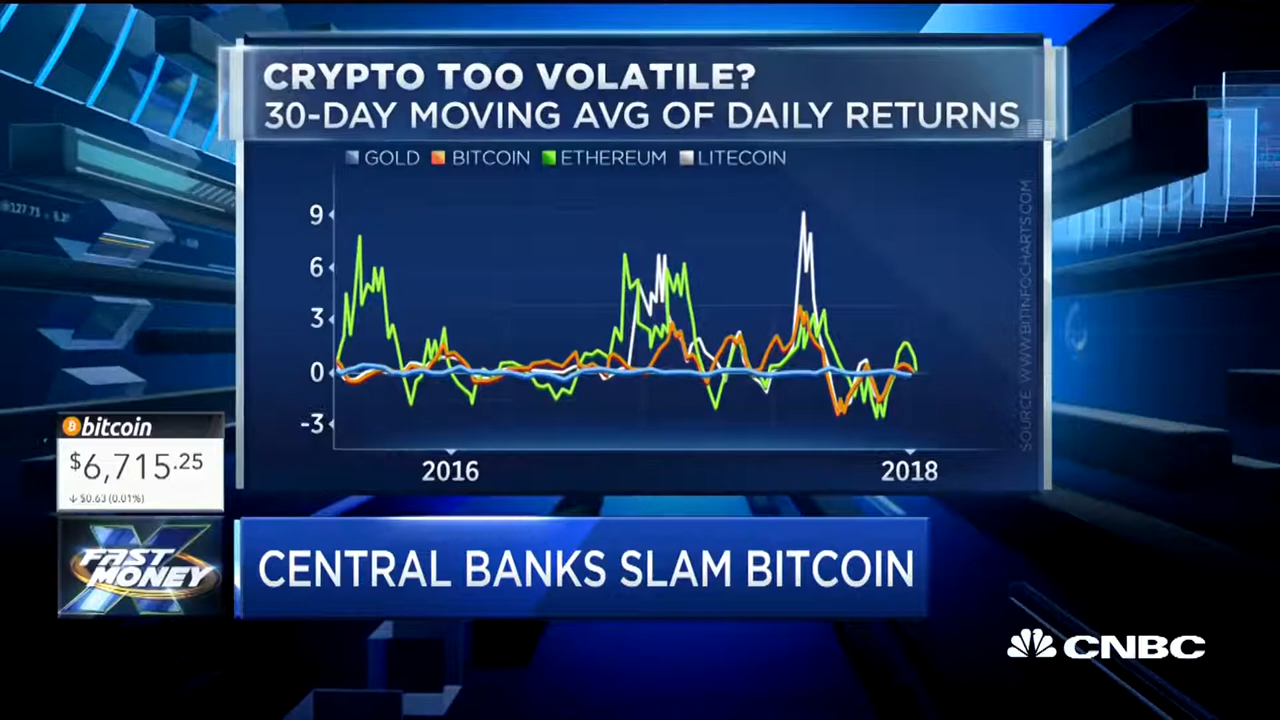 CRYPTO TOO VOLATILE?
30-DAY MOVING AVG OF DAILY RETURNS
GOLD BITCOIN ETHEREUM LITECOIN
9
6
3
0
-3
2016 2018
SOURCE WWW.BITINFOCHARTS.COM
bitcoin
$6,715.25
↓ $0.63 (0.01%)
FAST
MONEY
CENTRAL BANKS SLAM BITCOIN
CNBC